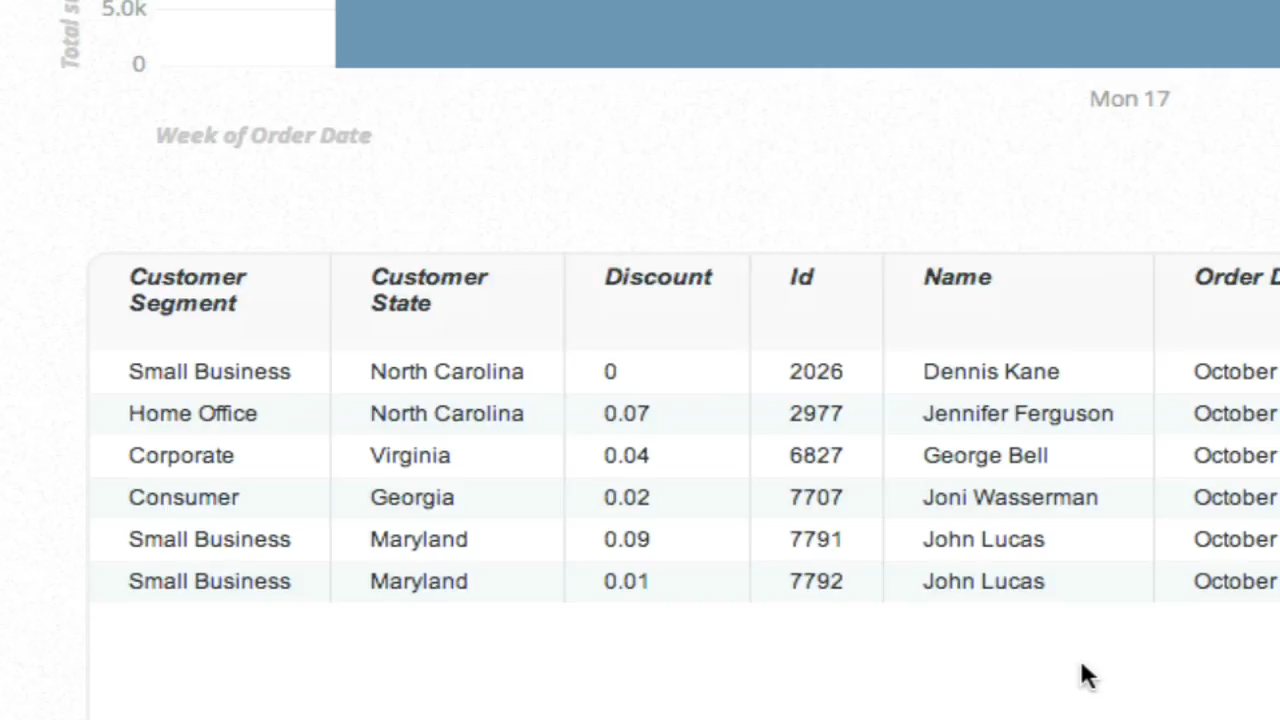 5.0k
Total
0
Mon 17
Week of Order Date
Customer Segment Customer State Discount Id Name Order
Small Business North Carolina 0 2026 Dennis Kane October
Home Office North Carolina 0.07 2977 Jennifer Ferguson October
Corporate Virginia 0.04 6827 George Bell October
Consumer Georgia 0.02 7707 Joni Wasserman October
Small Business Maryland 0.09 7791 John Lucas October
Small Business Maryland 0.01 7792 John Lucas October